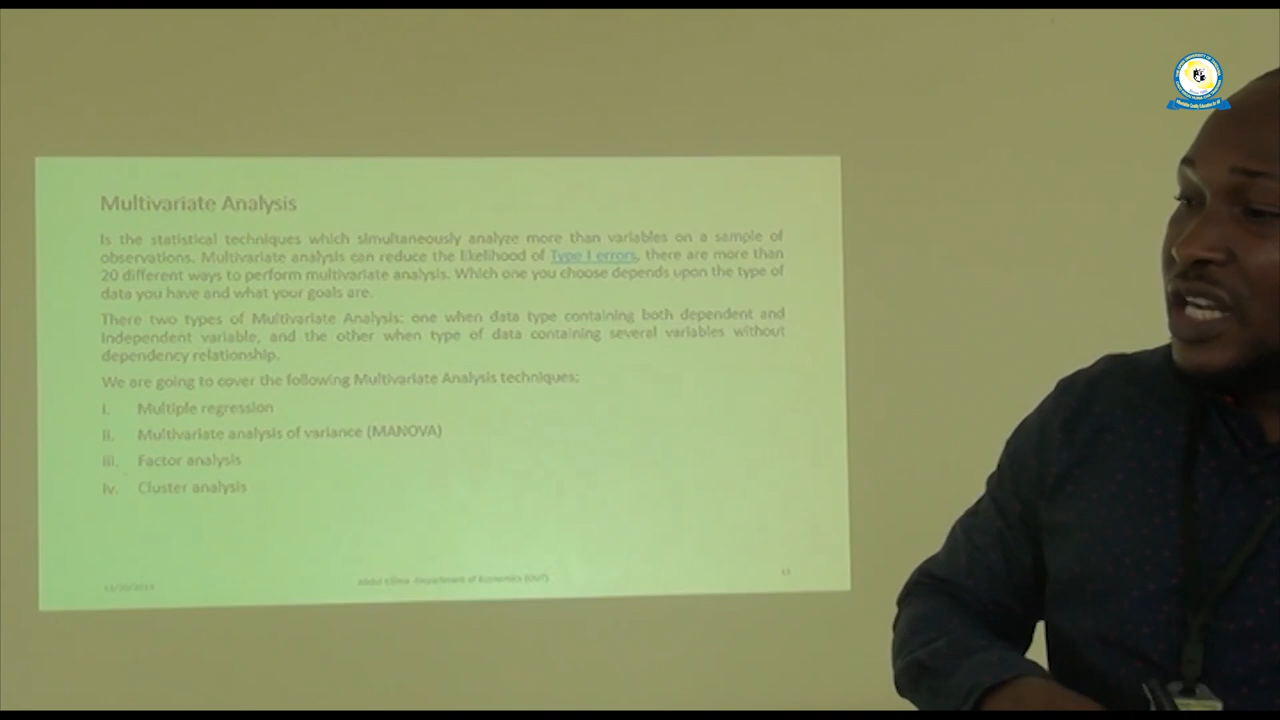 Multivariate Analysis
Is the statistical techniques which simultaneously analyze more than variables on a sample of
observations. Multivariate analysis can reduce the likelihood of Type I errors, there are more than
20 different ways to perform multivariate analysis. Which one you choose depends upon the type of
data you have and what your goals are.
There two types of Multivariate Analysis: one when data type containing both dependent and
Independent variable, and the other when type of data containing several variables without
dependency relationship.
We are going to cover the following Multivariate Analysis techniques;
i. Multiple regression
ii. Multivariate analysis of variance (MANOVA)
iii. Factor analysis
iv. Cluster analysis
Department of Economics (OUT)